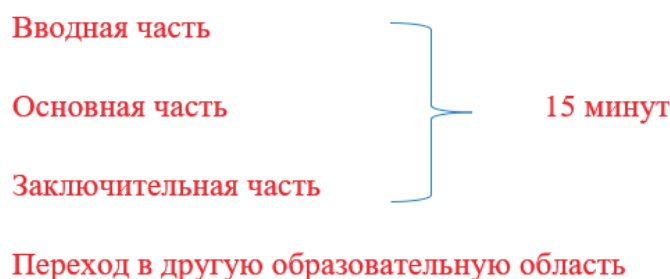 Вводная часть
Основная часть 15 минут
Заключительная часть
Переход в другую образовательную область